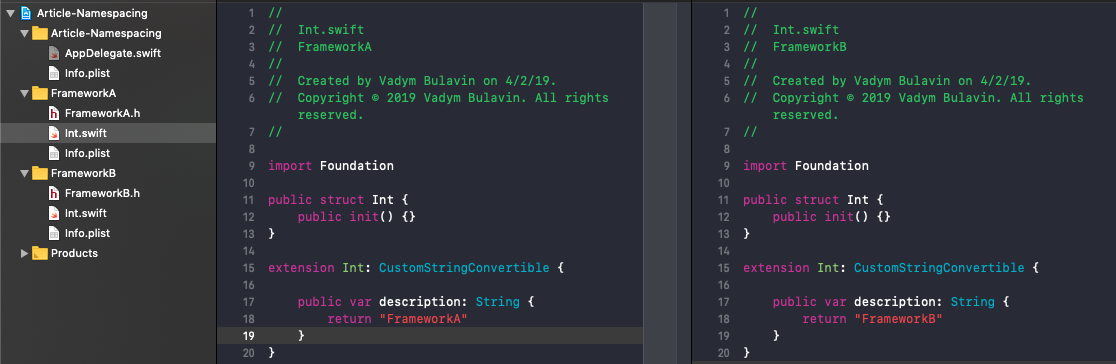 Article-Namespacing
Article-Namespacing
AppDelegate.swift
Info.plist
FrameworkA
FrameworkA.h
Int.swift
Info.plist
FrameworkB
FrameworkB.h
Int.swift
Info.plist
Products
1 //
2 // Int.swift
3 // FrameworkA
4 //
5 // Created by Vadym Bulavin on 4/2/19.
6 // Copyright © 2019 Vadym Bulavin. All rights
reserved.
7 //
8
9 import Foundation
10
11 public struct Int {
12     public init() {}
13 }
14
15 extension Int: CustomStringConvertible {
16
17     public var description: String {
18         return "FrameworkA"
19     }
20 }
1 //
2 // Int.swift
3 // FrameworkB
4 //
5 // Created by Vadym Bulavin on 4/2/19.
6 // Copyright © 2019 Vadym Bulavin. All rights
reserved.
7 //
8
9 import Foundation
10
11 public struct Int {
12     public init() {}
13 }
14
15 extension Int: CustomStringConvertible {
16
17     public var description: String {
18         return "FrameworkB"
19     }
20 }